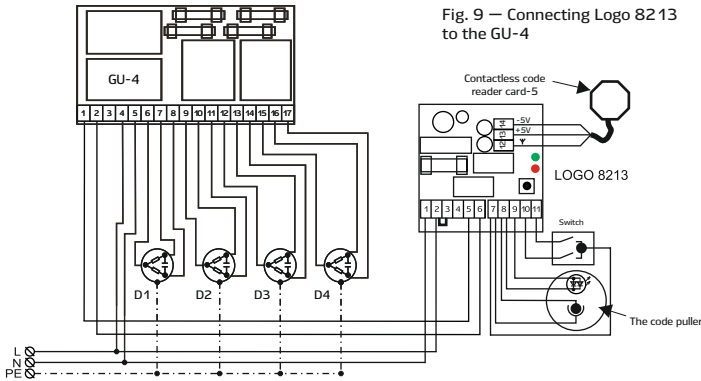 Fig. 9 — Connecting Logo 8213
to the GU-4
GU-4
1 2 3 4 5 6 7 8 9 10 11 12 13 14 15 16 17
Contactless code
reader card-5
14 -5V
13 +5V
12
LOGO 8213
1 2 3 4 5 6 7 8 9 10 11
Switch
D1 D2 D3 D4
The code puller
L
N
PE